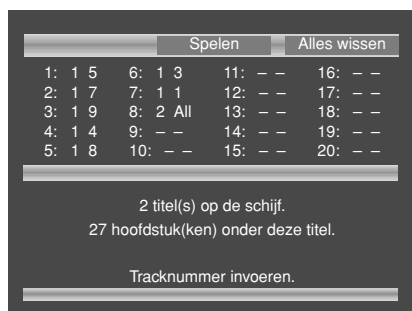 Spelen Alles wissen
1: 1 5 6: 1 3 11: – – 16: – –
2: 1 7 7: 1 1 12: – – 17: – –
3: 1 9 8: 2 All 13: – – 18: – –
4: 1 4 9: – – 14: – – 19: – –
5: 1 8 10: – – 15: – – 20: – –
2 titel(s) op de schijf.
27 hoofdstuk(ken) onder deze titel.
Tracknummer invoeren.